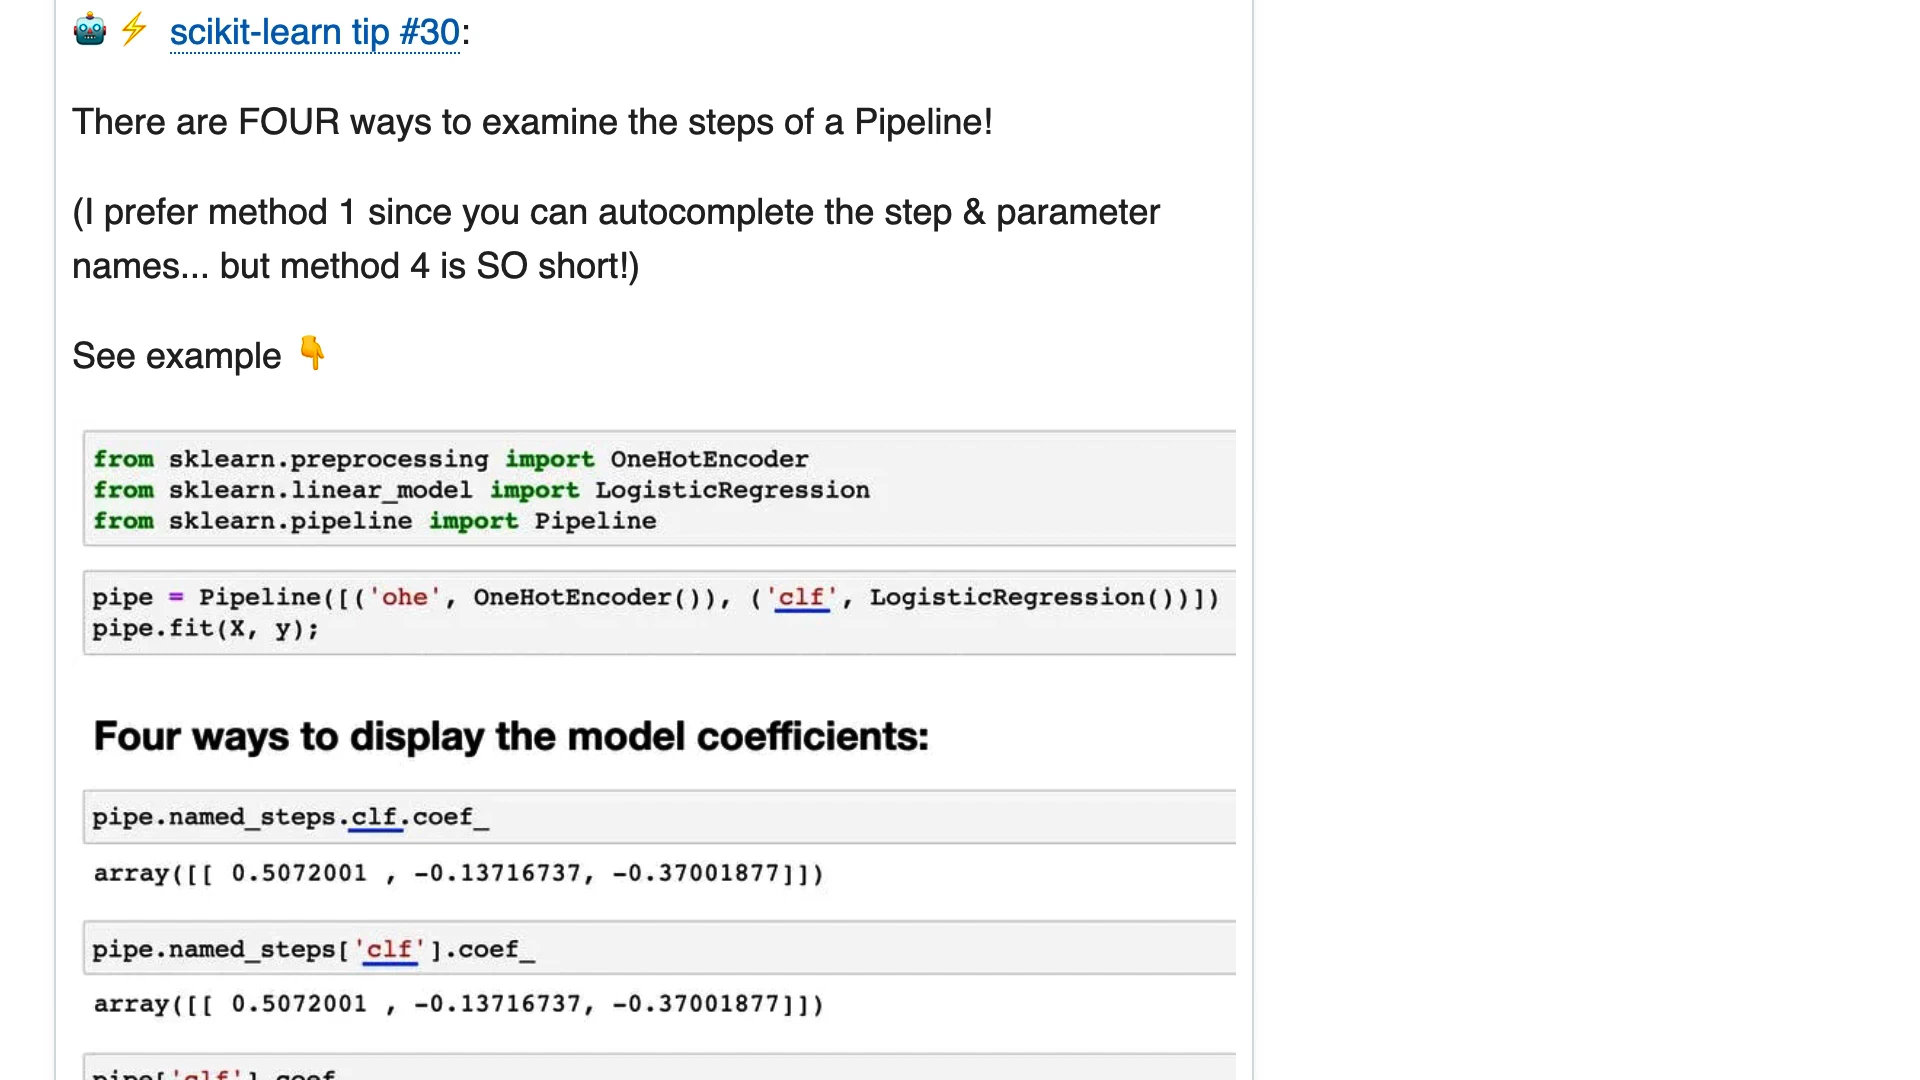 scikit-learn tip #30:
There are FOUR ways to examine the steps of a Pipeline!
(I prefer method 1 since you can autocomplete the step & parameter
names... but method 4 is SO short!)
See example 👇
from sklearn.preprocessing import OneHotEncoder
from sklearn.linear_model import LogisticRegression
from sklearn.pipeline import Pipeline
pipe = Pipeline([('ohe', OneHotEncoder()), ('clf', LogisticRegression())])
pipe.fit(X, y);
Four ways to display the model coefficients:
pipe.named_steps.clf.coef_
array([[ 0.5072001 , -0.13716737, -0.37001877]])
pipe.named_steps['clf'].coef_
array([[ 0.5072001 , -0.13716737, -0.37001877]])
pipe['clf'].coef